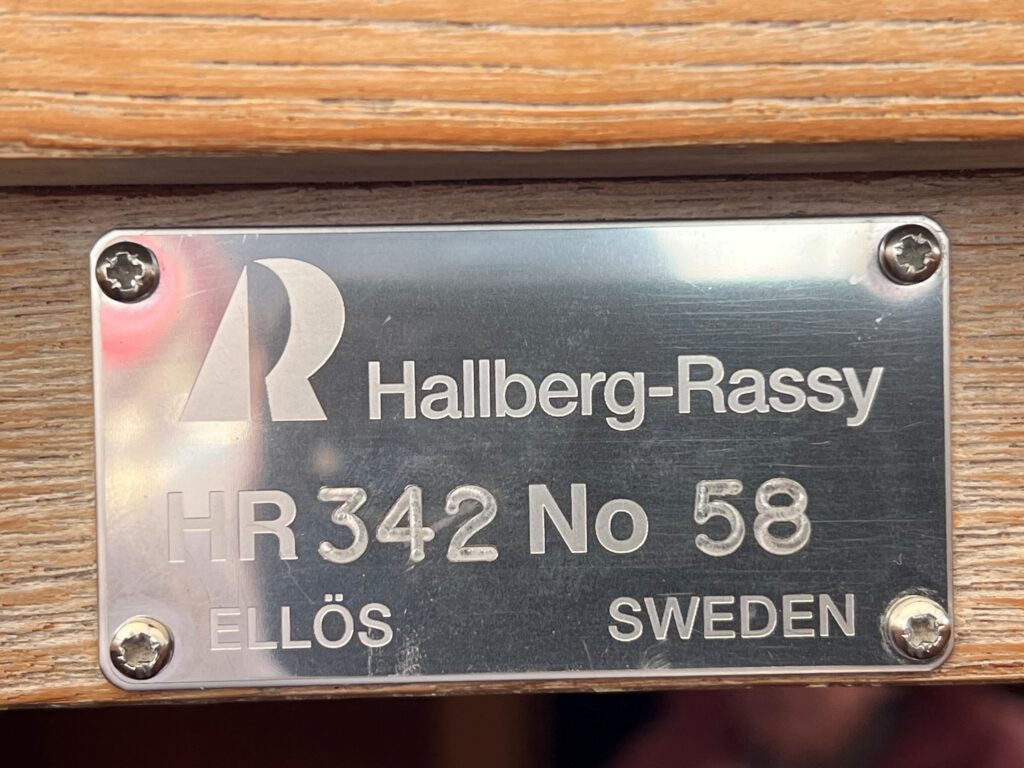 Hallberg-Rassy
HR 342 No 58
ELLÖS SWEDEN